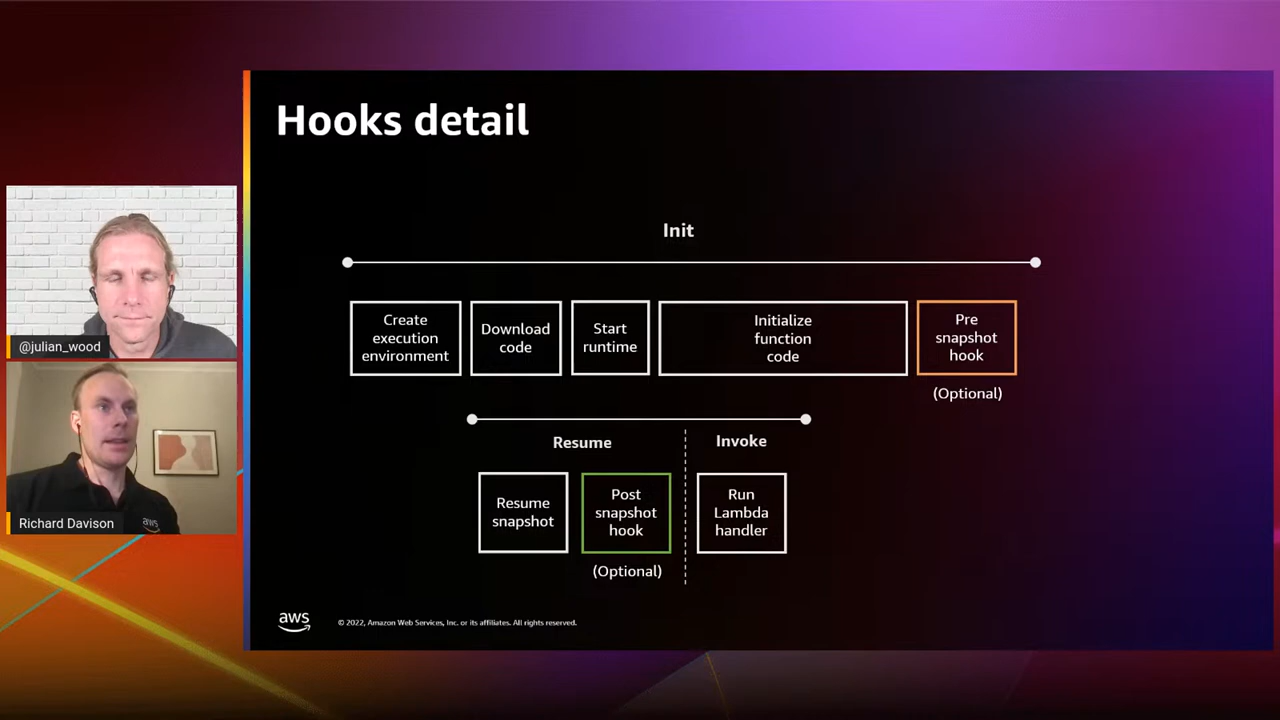 Hooks detail
Init
Create
execution
environment
Download
code
Start
runtime
Initialize
function
code
Pre
snapshot
hook
(Optional)
Resume
Invoke
Resume
snapshot
Post
snapshot
hook
(Optional)
Run
Lambda
handler
@julian_wood
aws
Richard Davison
aws
© 2022, Amazon Web Services, Inc. or its affiliates. All rights reserved.